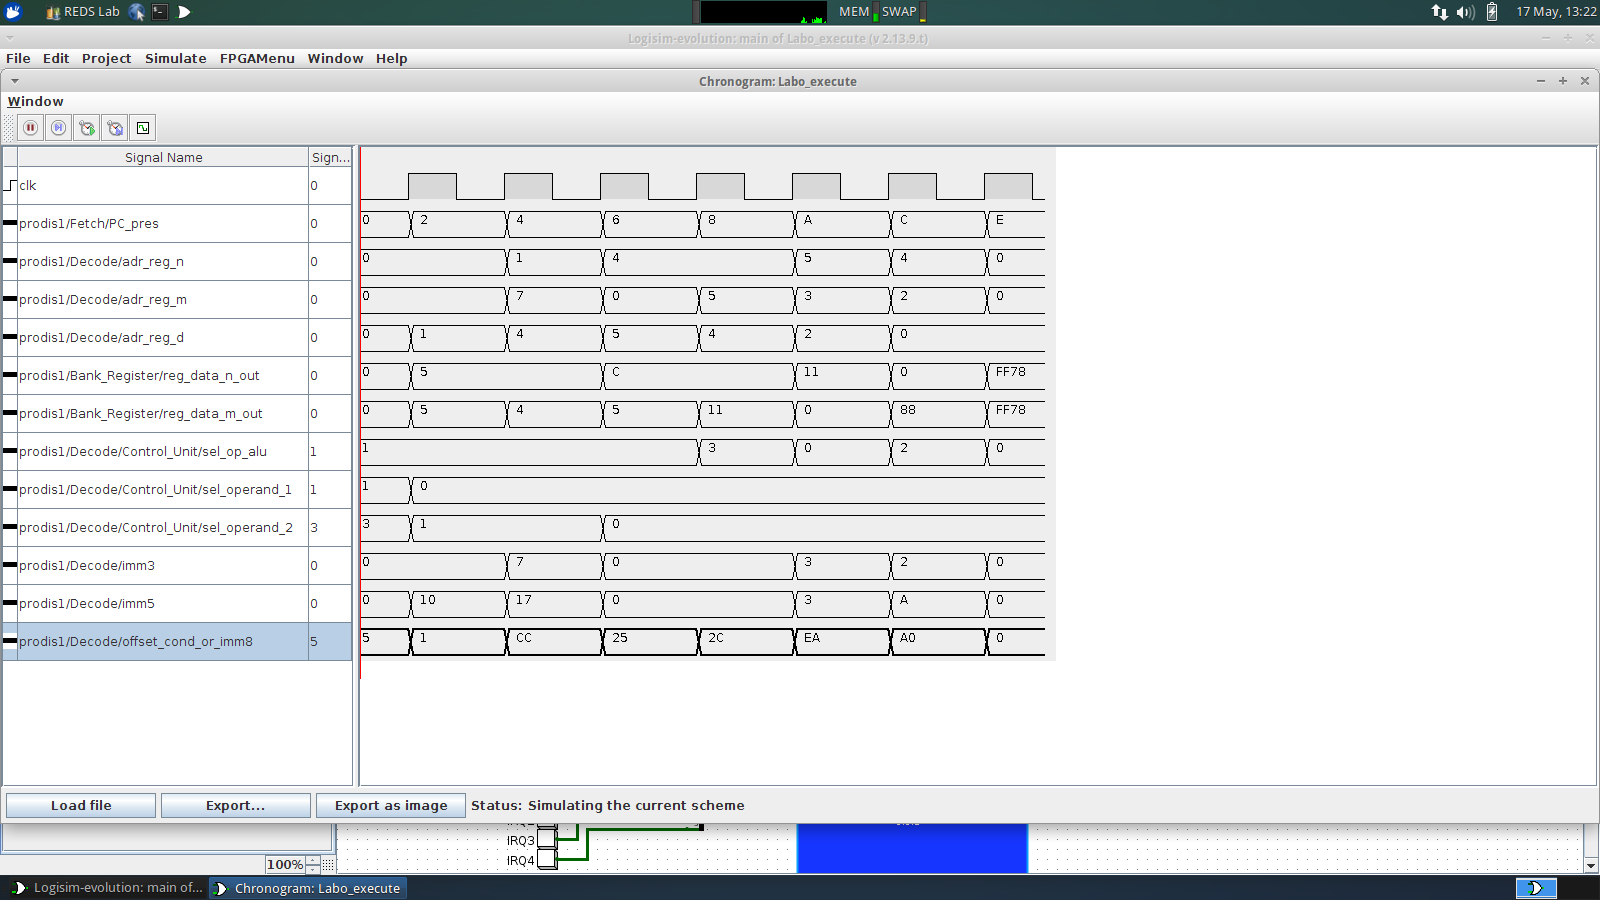 REDS Lab
MEM SWAP
17 May, 13:22
Logisim-evolution: main of Labo_execute (v 2.13.9.t)
File Edit Project Simulate FPGAMenu Window Help
Chronogram: Labo_execute
Window
Signal Name Sign...
clk 0
prodis1/Fetch/PC_pres 0 0 2 4 6 8 A C E
prodis1/Decode/adr_reg_n 0 0 1 4 5 4 0
prodis1/Decode/adr_reg_m 0 0 7 0 5 3 2 0
prodis1/Decode/adr_reg_d 0 0 1 4 5 4 2 0
prodis1/Bank_Register/reg_data_n_out 0 0 5 C 11 0 FF78
prodis1/Bank_Register/reg_data_m_out 0 0 5 4 5 11 0 88 FF78
prodis1/Decode/Control_Unit/sel_op_alu 1 1 3 0 2 0
prodis1/Decode/Control_Unit/sel_operand_1 1 1 0
prodis1/Decode/Control_Unit/sel_operand_2 3 3 1 0
prodis1/Decode/imm3 0 0 7 0 3 2 0
prodis1/Decode/imm5 0 0 10 17 0 3 A 0
prodis1/Decode/offset_cond_or_imm8 5 5 1 CC 25 2C EA A0 0
Load file Export... Export as image Status: Simulating the current scheme
IRQ3
IRQ4
100%
Logisim-evolution: main of... Chronogram: Labo_execute